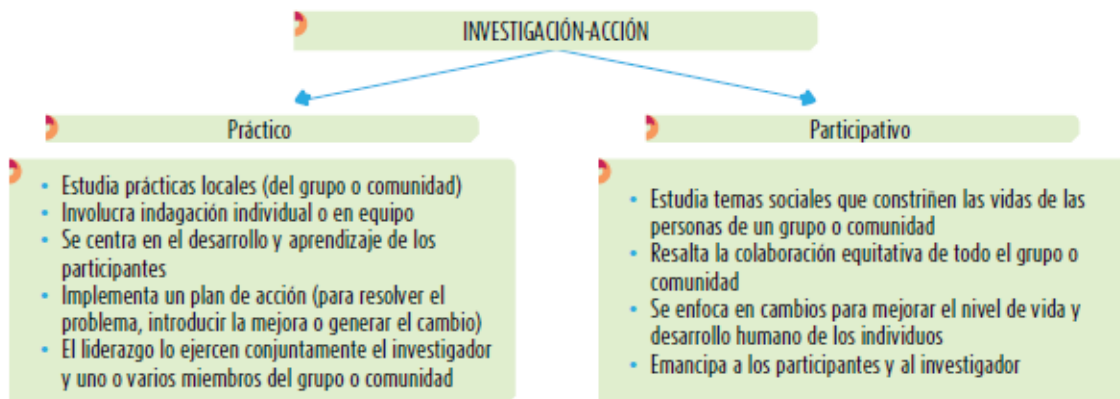 INVESTIGACIÓN-ACCIÓN
Práctico
• Estudia prácticas locales (del grupo o comunidad)
• Involucra indagación individual o en equipo
• Se centra en el desarrollo y aprendizaje de los
participantes
• Implementa un plan de acción (para resolver el
problema, introducir la mejora o generar el cambio)
• El liderazgo lo ejercen conjuntamente el investigador
y uno o varios miembros del grupo o comunidad
Participativo
• Estudia temas sociales que constriñen las vidas de las
personas de un grupo o comunidad
• Resalta la colaboración equitativa de todo el grupo o
comunidad
• Se enfoca en cambios para mejorar el nivel de vida y
desarrollo humano de los individuos
• Emancipa a los participantes y al investigador